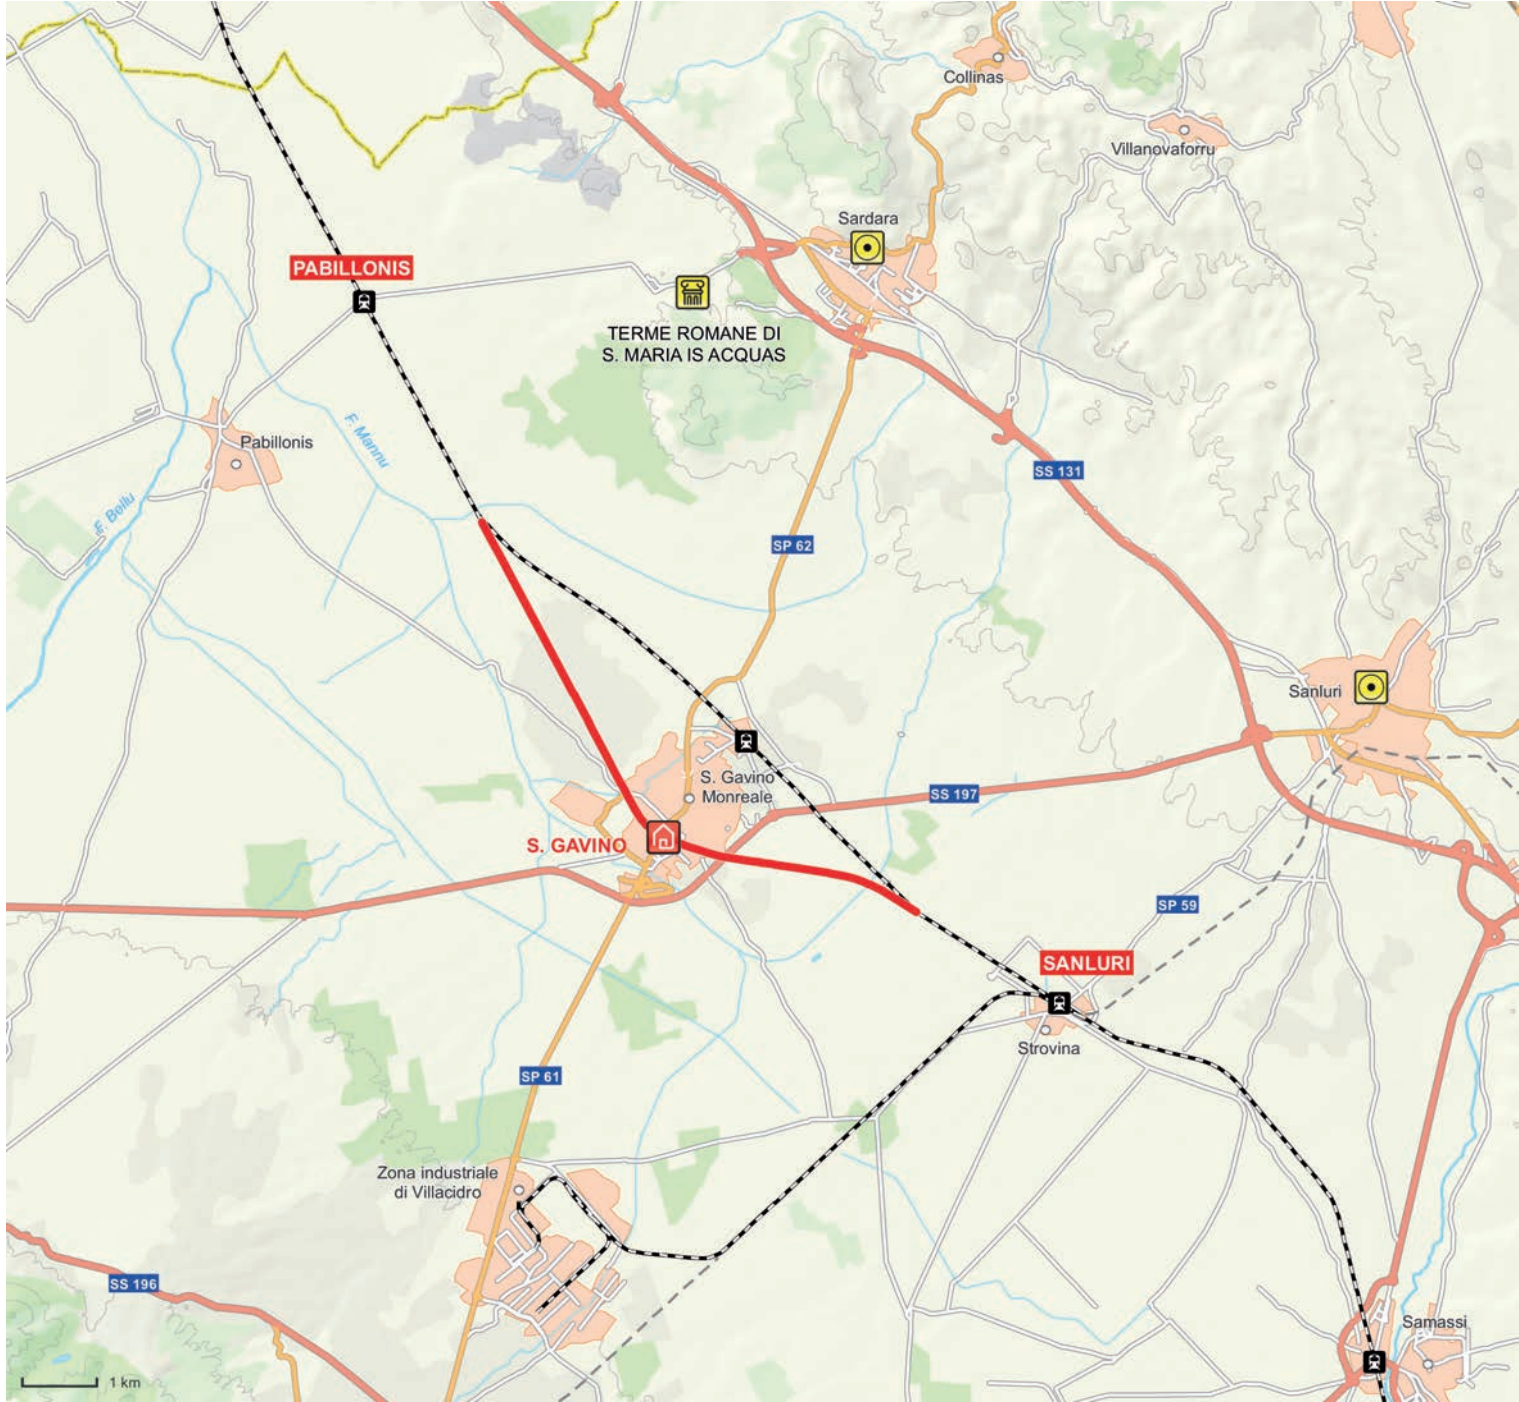 Collinas
Villanovaforru
Sardara
PABILLONIS
TERME ROMANE DI
S. MARIA IS ACQUAS
F. Mannu
Pabillonis
SS 131
F. Bellu
SP 62
Sanluri
S. Gavino
Monreale
SS 197
S. GAVINO
SP 59
SANLURI
Strovina
SP 61
Zona industriale
di Villacidro
SS 196
Samassi
1 km